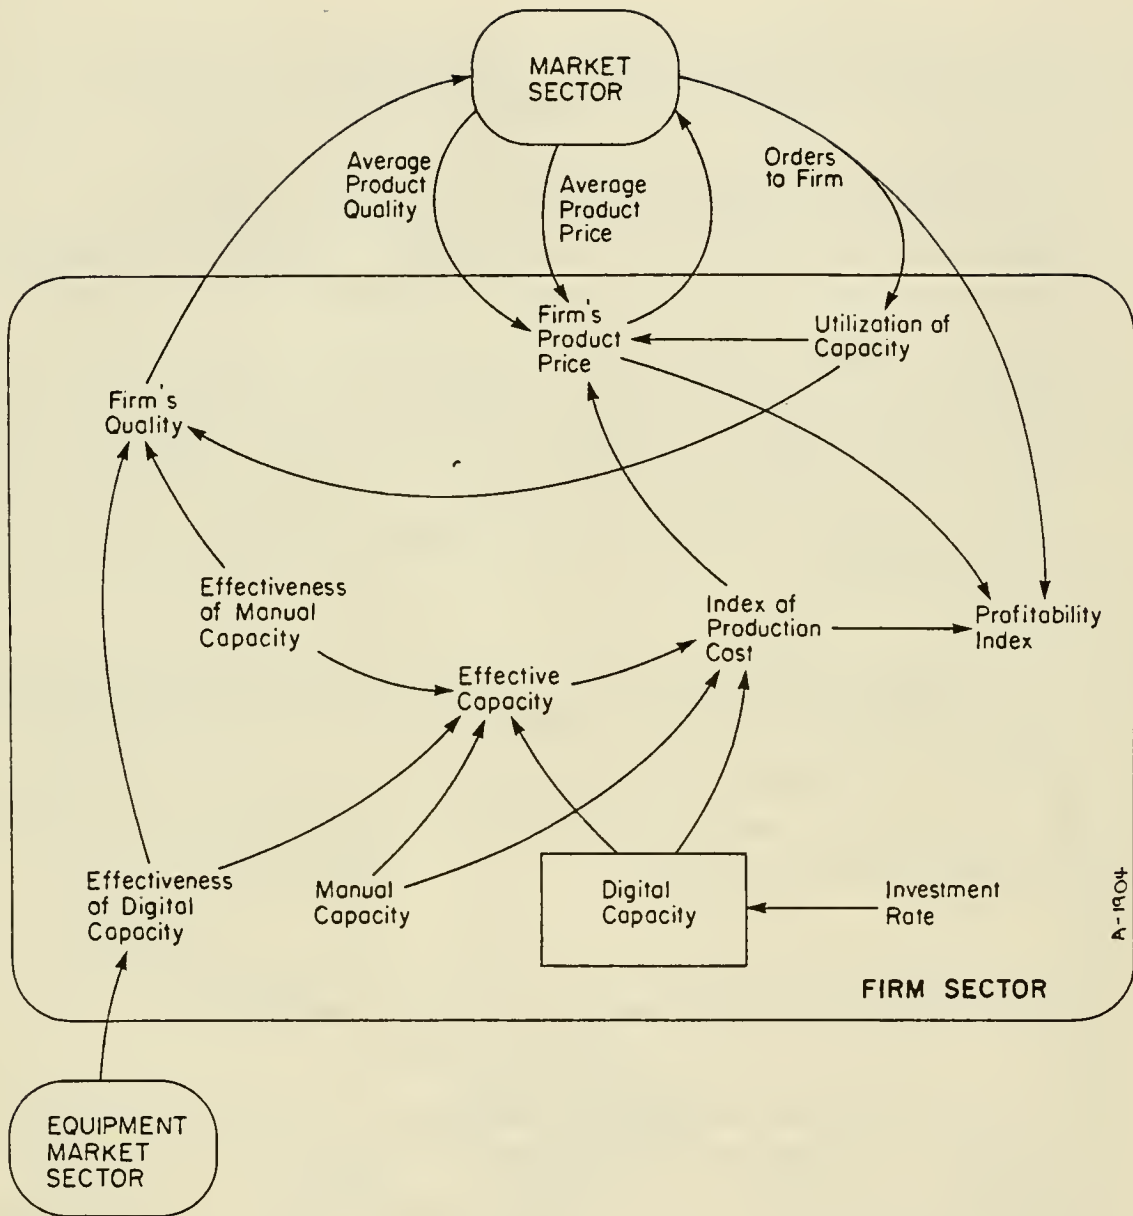 MARKET
SECTOR
Average
Product
Quality
Average
Product
Price
Orders
to Firm
Firm's
Product
Price
Utilization of
Capacity
Firm's
Quality
Effectiveness
of Manual
Capacity
Index of
Production
Cost
Profitability
Index
Effective
Capacity
Effectiveness
of Digital
Capacity
Manual
Capacity
Digital
Capacity
Investment
Rate
A-1904
FIRM SECTOR
EQUIPMENT
MARKET
SECTOR